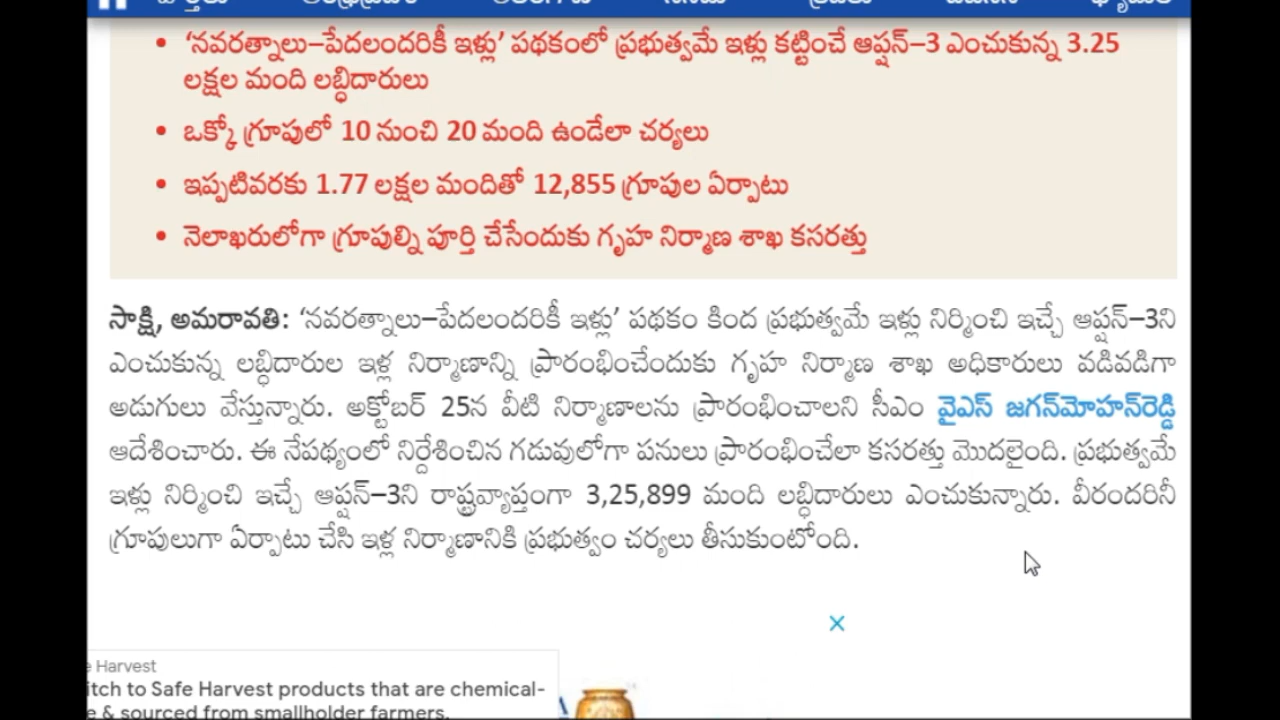 • ‘నవరత్నాలు–పేదలందరికీ ఇళ్లు’ పథకంలో ప్రభుత్వమే ఇళ్లు కట్టించే ఆప్షన్–3 ఎంచుకున్న 3.25
లక్షల మంది లబ్ధిదారులు
• ఒక్కో గ్రూపులో 10 నుంచి 20 మంది ఉండేలా చర్యలు
• ఇప్పటివరకు 1.77 లక్షల మందితో 12,855 గ్రూపుల ఏర్పాటు
• నెలాఖరులోగా గ్రూపుల్ని పూర్తి చేసేందుకు గృహ నిర్మాణ శాఖ కసరత్తు
సాక్షి, అమరావతి: ‘నవరత్నాలు–పేదలందరికీ ఇళ్లు’ పథకం కింద ప్రభుత్వమే ఇళ్లు నిర్మించి ఇచ్చే ఆప్షన్–3ని
ఎంచుకున్న లబ్ధిదారుల ఇళ్ల నిర్మాణాన్ని ప్రారంభించేందుకు గృహ నిర్మాణ శాఖ అధికారులు వడివడిగా
అడుగులు వేస్తున్నారు. అక్టోబర్ 25న వీటి నిర్మాణాలను ప్రారంభించాలని సీఎం వైఎస్ జగన్‌మోహన్‌రెడ్డి
ఆదేశించారు. ఈ నేపథ్యంలో నిర్దేశించిన గడువులోగా పనులు ప్రారంభించేలా కసరత్తు మొదలైంది. ప్రభుత్వమే
ఇళ్లు నిర్మించి ఇచ్చే ఆప్షన్–3ని రాష్ట్రవ్యాప్తంగా 3,25,899 మంది లబ్ధిదారులు ఎంచుకున్నారు. వీరందరినీ
గ్రూపులుగా ఏర్పాటు చేసి ఇళ్ల నిర్మాణానికి ప్రభుత్వం చర్యలు తీసుకుంటోంది.
e Harvest
itch to Safe Harvest products that are chemical-
e & sourced from smallholder farmers.